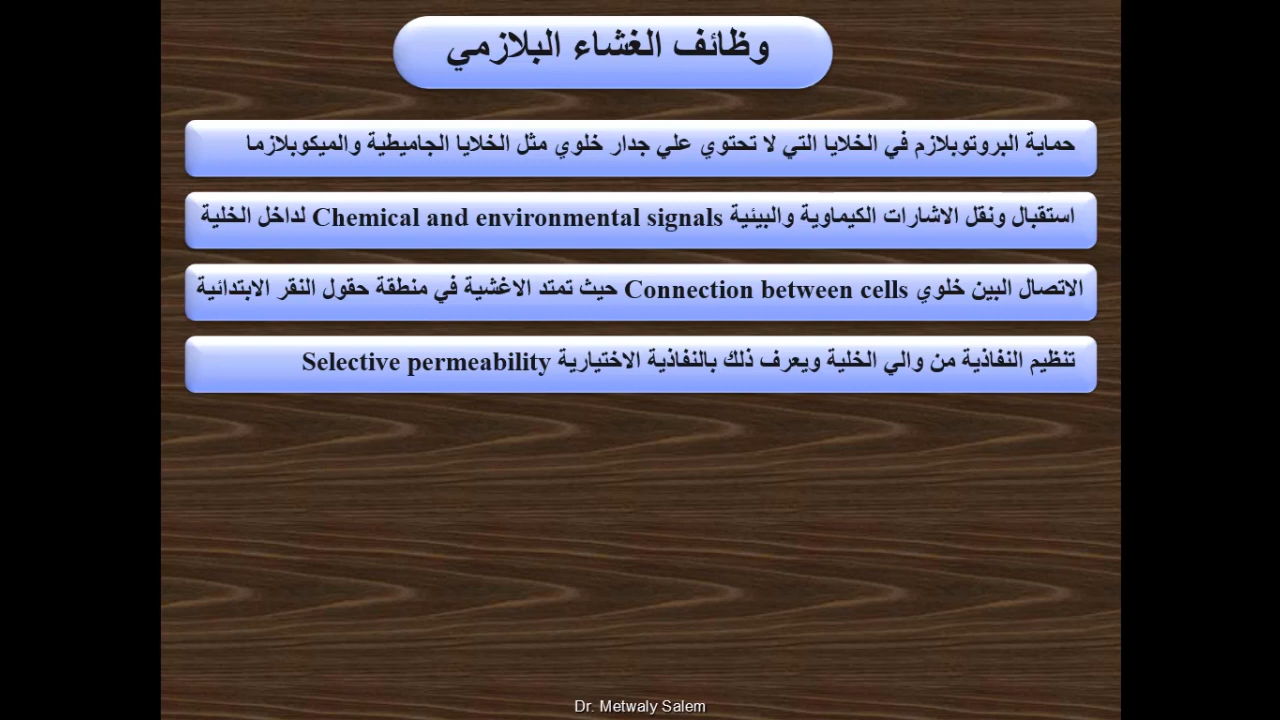 وظائف الغشاء البلازمي
حماية البروتوبلازم في الخلايا التي لا تحتوي علي جدار خلوي مثل الخلايا الجاميطية والميكوبلازما
استقبال ونقل الاشارات الكيماوية والبيئية Chemical and environmental signals لداخل الخلية
الاتصال البين خلوي Connection between cells حيث تمتد الاغشية في منطقة حقول النقر الابتدائية
تنظيم النفاذية من والي الخلية ويعرف ذلك بالنفاذية الاختيارية Selective permeability
Dr. Metwaly Salem